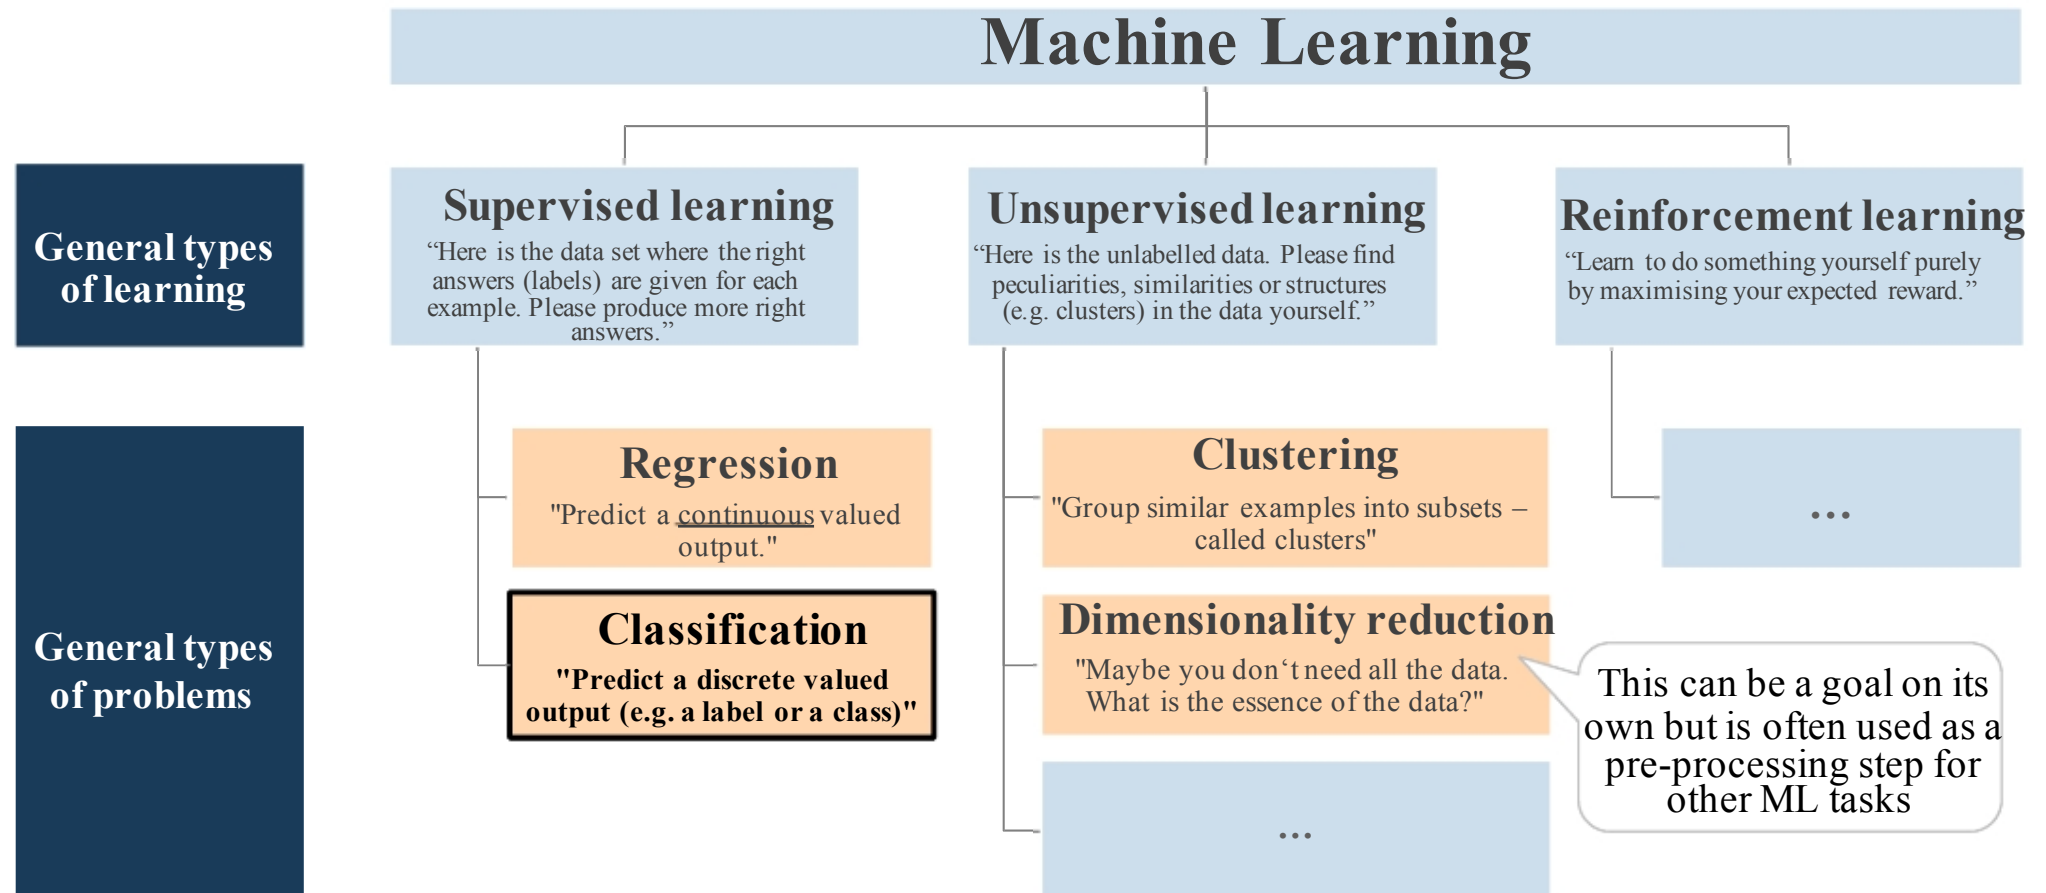 Machine Learning
General types
of learning
Supervised learning
“Here is the data set where the right
answers (labels) are given for each
example. Please produce more right
answers.”
Unsupervised learning
“Here is the unlabelled data. Please find
peculiarities, similarities or structures
(e.g. clusters) in the data yourself.”
Reinforcement learning
“Learn to do something yourself purely
by maximising your expected reward.”
General types
of problems
Regression
"Predict a continuous valued
output."
Classification
"Predict a discrete valued
output (e.g. a label or a class)"
Clustering
"Group similar examples into subsets –
called clusters"
Dimensionality reduction
"Maybe you don‘t need all the data.
What is the essence of the data?"
...
...
This can be a goal on its
own but is often used as a
pre-processing step for
other ML tasks